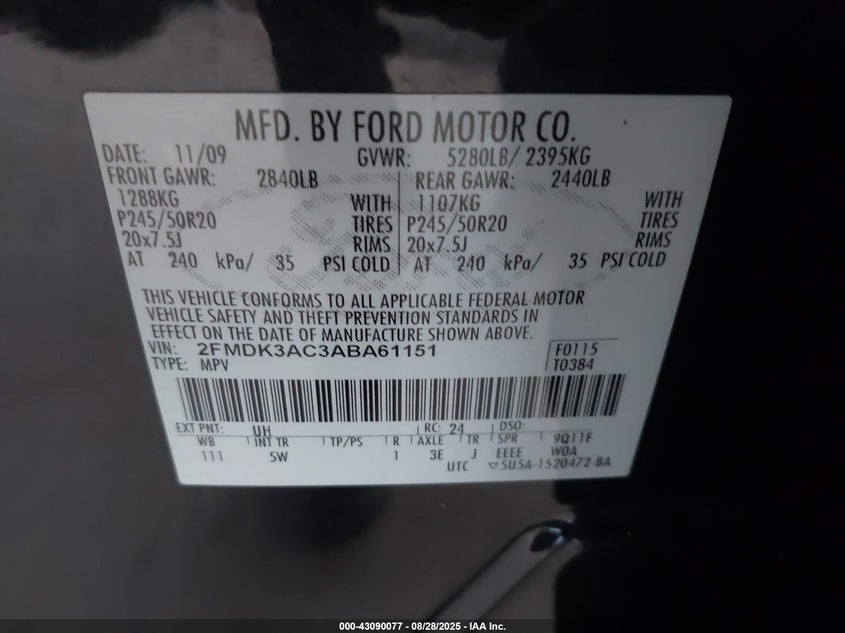 MFD. BY FORD MOTOR CO.
DATE: 11/09 GVWR: 5280LB/ 2395KG
FRONT GAWR: 2840LB REAR GAWR: 2440LB
1288KG WITH 1107KG WITH
P245/50R20 TIRES P245/50R20 TIRES
20x7.5J RIMS 20x7.5J RIMS
AT 240 kPa/ 35 PSI COLD AT 240 kPa/ 35 PSI COLD
THIS VEHICLE CONFORMS TO ALL APPLICABLE FEDERAL MOTOR
VEHICLE SAFETY AND THEFT PREVENTION STANDARDS IN
EFFECT ON THE DATE OF MANUFACTURE SHOWN ABOVE.
VIN: 2FMDK3AC3ABA61151 F0115
TYPE: MPV T0384
EXT PNT: UH RC: 24 DSO:
WB INT TR TP/PS R AXLE TR SPR 9Q11F
111 5W 1 3E J EEEE WOA
UTC ▽5U5A-1520472-BA
000-43090077 - 08/28/2025 - IAA Inc.